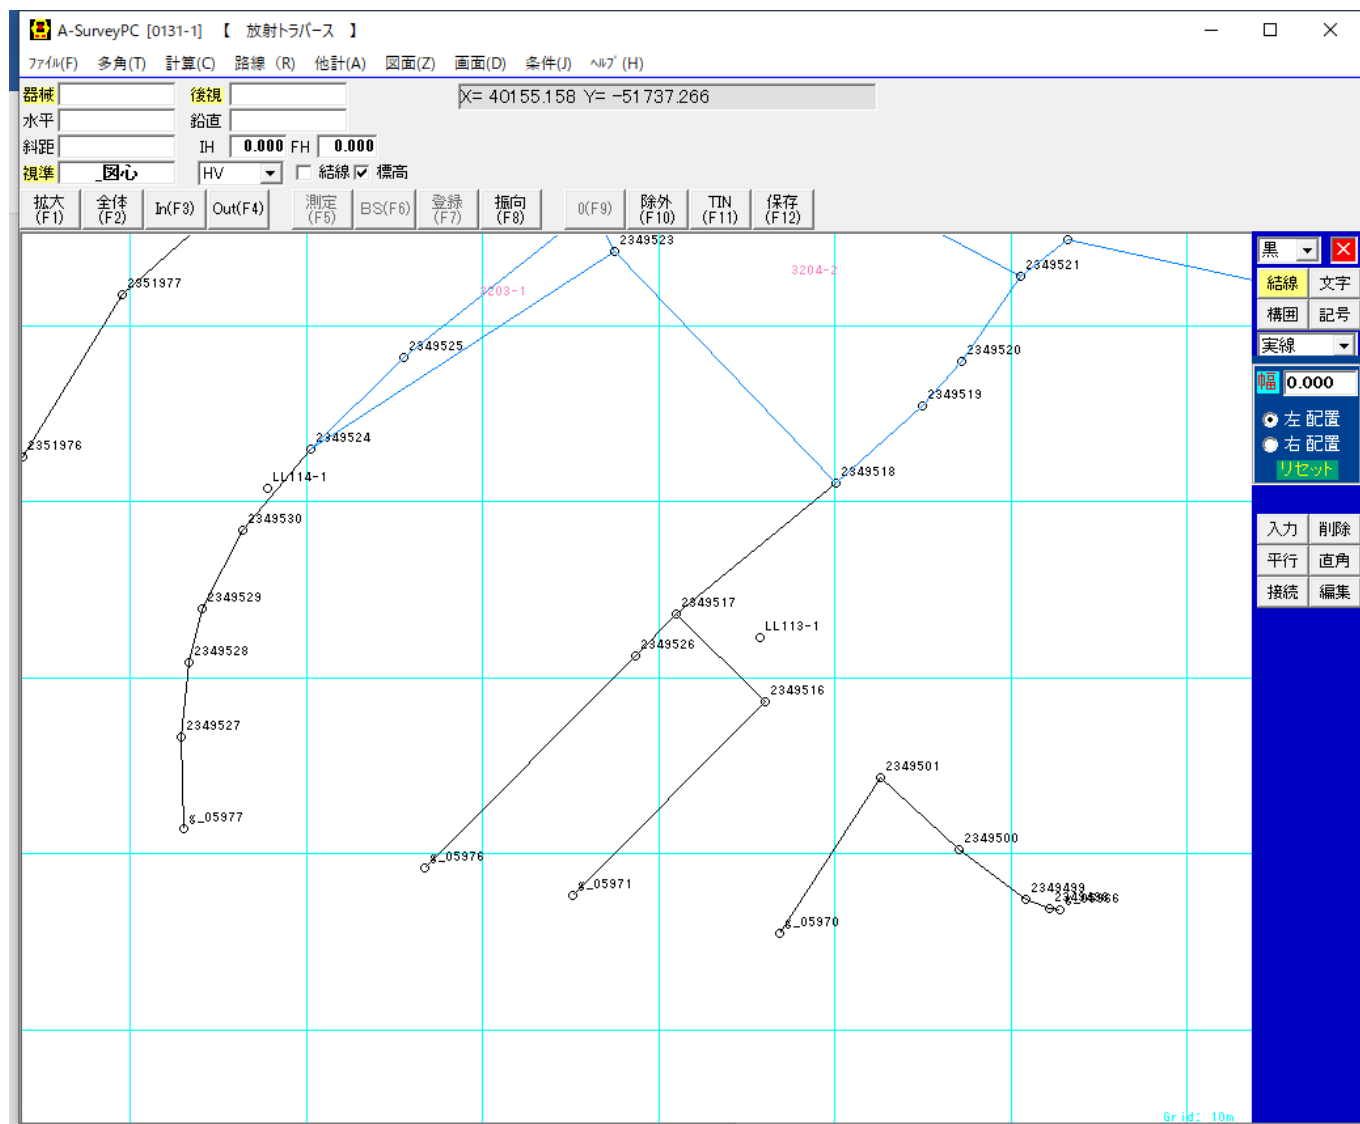 A-SurveyPC [0131-1] 【 放射トラバース 】
ファイル(F) 多角(T) 計算(C) 路線 (R) 他計(A) 図面(Z) 画面(D) 条件(J) ヘルプ(H)
器械 後視 X= 40155.158 Y= -51737.266
水平 鉛直
斜距 IH 0.000 FH 0.000
視準 _図心 HV 結線 標高
拡大(F1) 全体(F2) In(F3) Out(F4) 測定(F5) BS(F6) 登録(F7) 振向(F8) 0(F9) 除外(F10) TIN(F11) 保存(F12)
黒
結線 文字
構囲 記号
実線
幅 0.000
左配置
右配置
リセット
入力 削除
平行 直角
接続 編集
2349523
2349521
3204-2
2351977
3203-1
2349525
2349520
2349519
2349524
2351976
LL114-1
2349518
2349530
2349529
2349517
LL113-1
2349526
2349528
2349516
2349527
2349501
g_05977
2349500
g_05976
g_05971
2349499
g_05970
Grid: 10m